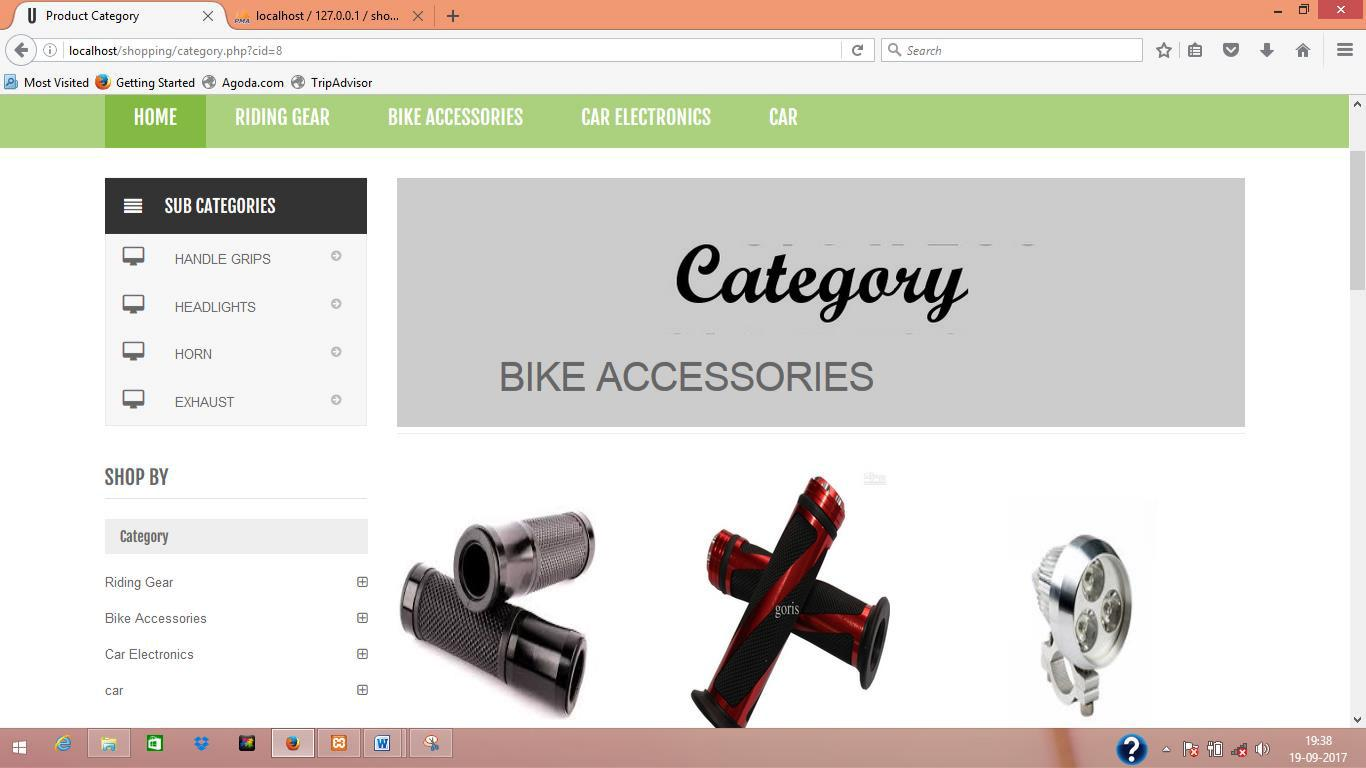 Product Category
localhost / 127.0.0.1 / sho...
localhost/shopping/category.php?cid=8
Search
Most Visited
Getting Started
Agoda.com
TripAdvisor
HOME
RIDING GEAR
BIKE ACCESSORIES
CAR ELECTRONICS
CAR
SUB CATEGORIES
HANDLE GRIPS
HEADLIGHTS
HORN
EXHAUST
Category
BIKE ACCESSORIES
SHOP BY
Category
Riding Gear
Bike Accessories
Car Electronics
car
goris
19:38
19-09-2017